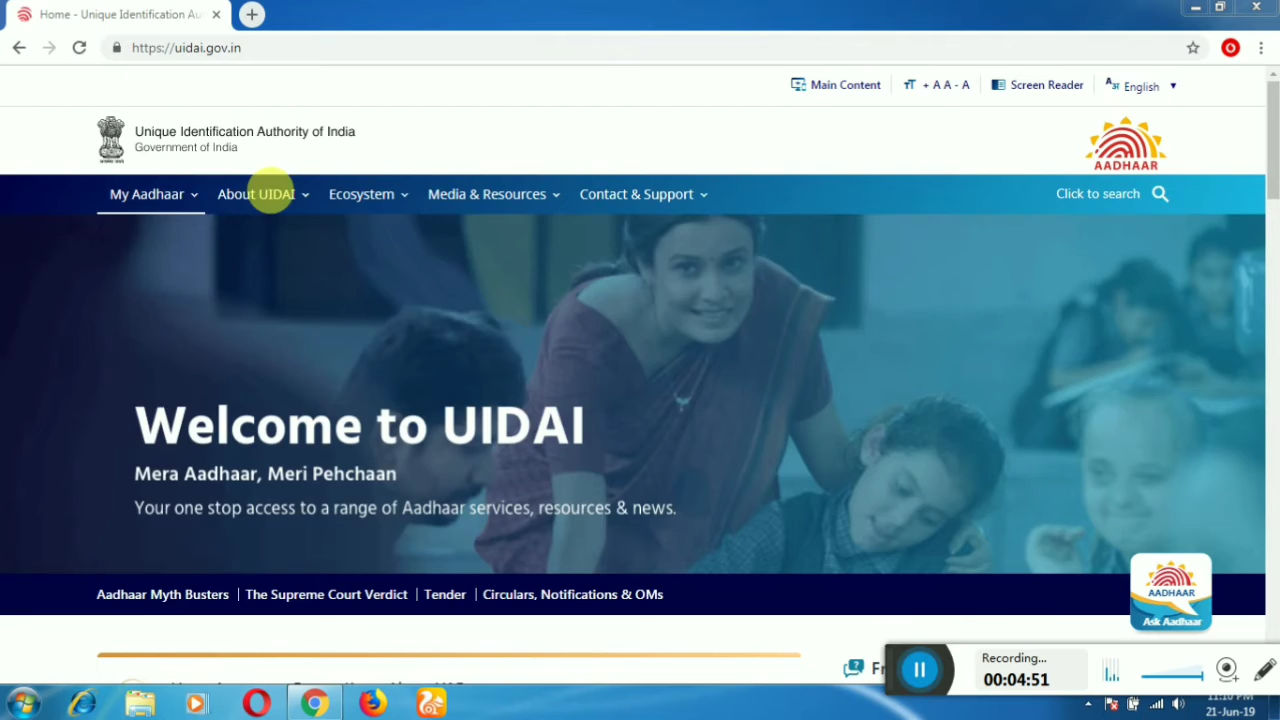 Home - Unique Identification Au
https://uidai.gov.in
Main Content
тT + A A - A
Screen Reader
English
Unique Identification Authority of India
Government of India
AADHAAR
My Aadhaar
About UIDAI
Ecosystem
Media & Resources
Contact & Support
Click to search
Welcome to UIDAI
Mera Aadhaar, Meri Pehchaan
Your one stop access to a range of Aadhaar services, resources & news.
Aadhaar Myth Busters
The Supreme Court Verdict
Tender
Circulars, Notifications & OMs
AADHAAR
Ask Aadhaar
Recording...
00:04:51
21-Jun-19